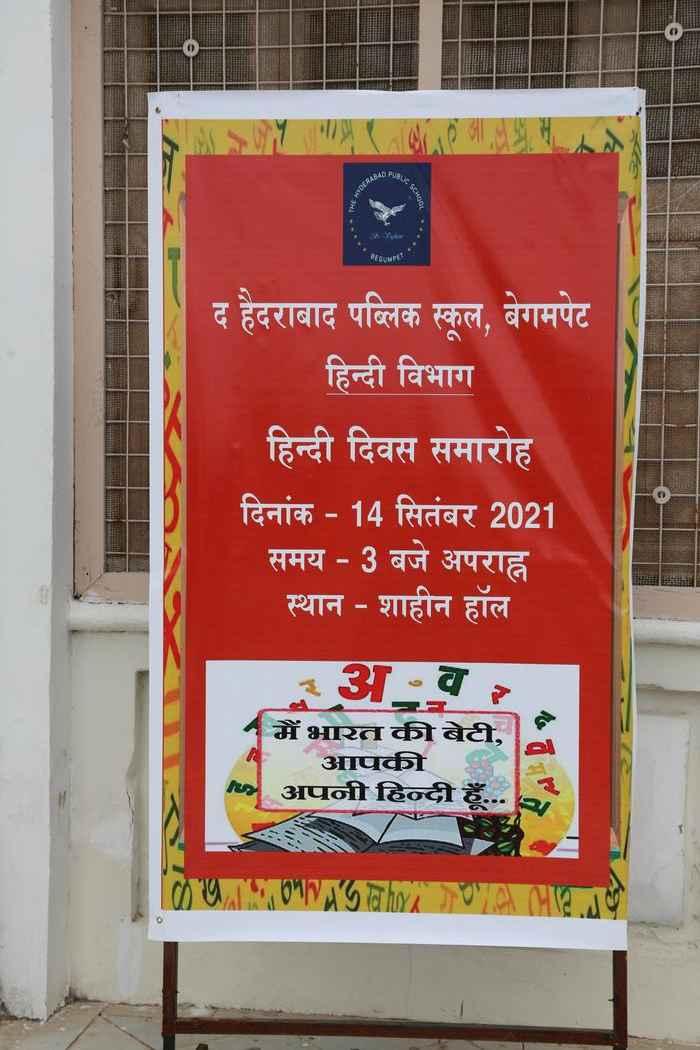 THE HYDERABAD PUBLIC SCHOOL
BEGUMPET
द हैदराबाद पब्लिक स्कूल, बेगमपेट
हिन्दी विभाग
हिन्दी दिवस समारोह
दिनांक - 14 सितंबर 2021
समय - 3 बजे अपराह्न
स्थान - शाहीन हॉल
अ व र
मैं भारत की बेटी,
आपकी
अपनी हिन्दी हूँ...